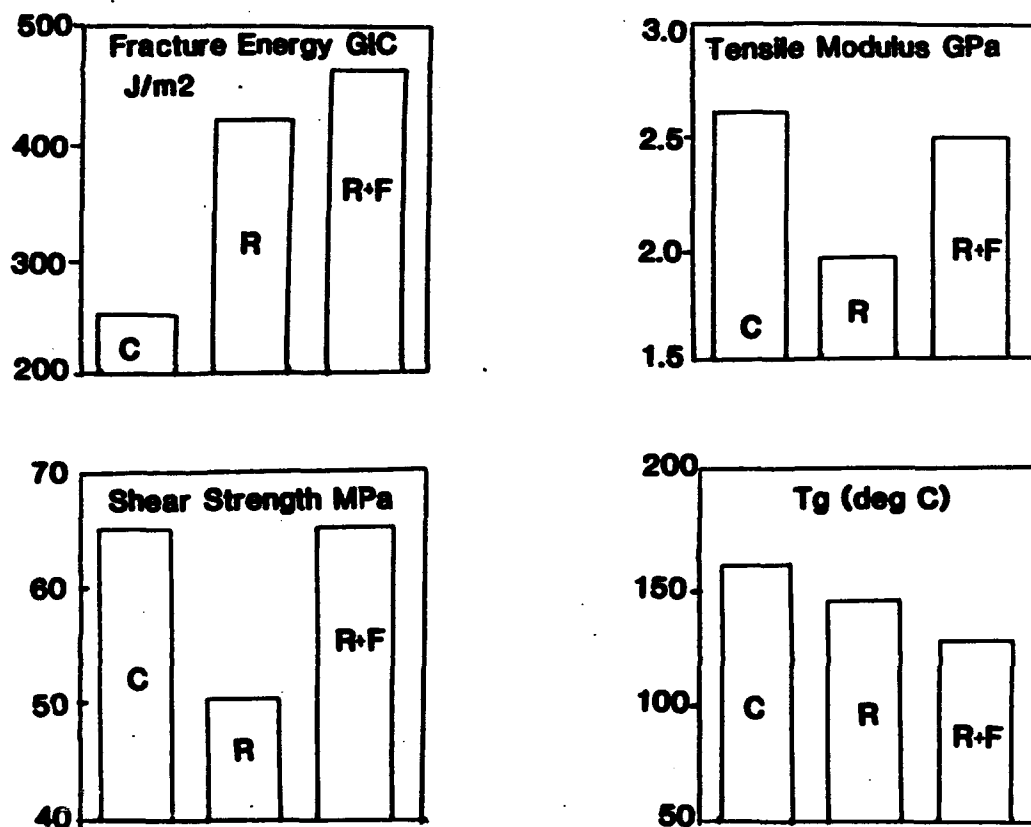 500
Fracture Energy GIC
J/m2
400
300
200
C
R
R+F
3.0
Tensile Modulus GPa
2.5
2.0
1.5
C
R
R+F
70
Shear Strength MPa
60
50
40
C
R
R+F
200
Tg (deg C)
150
100
50
C
R
R+F